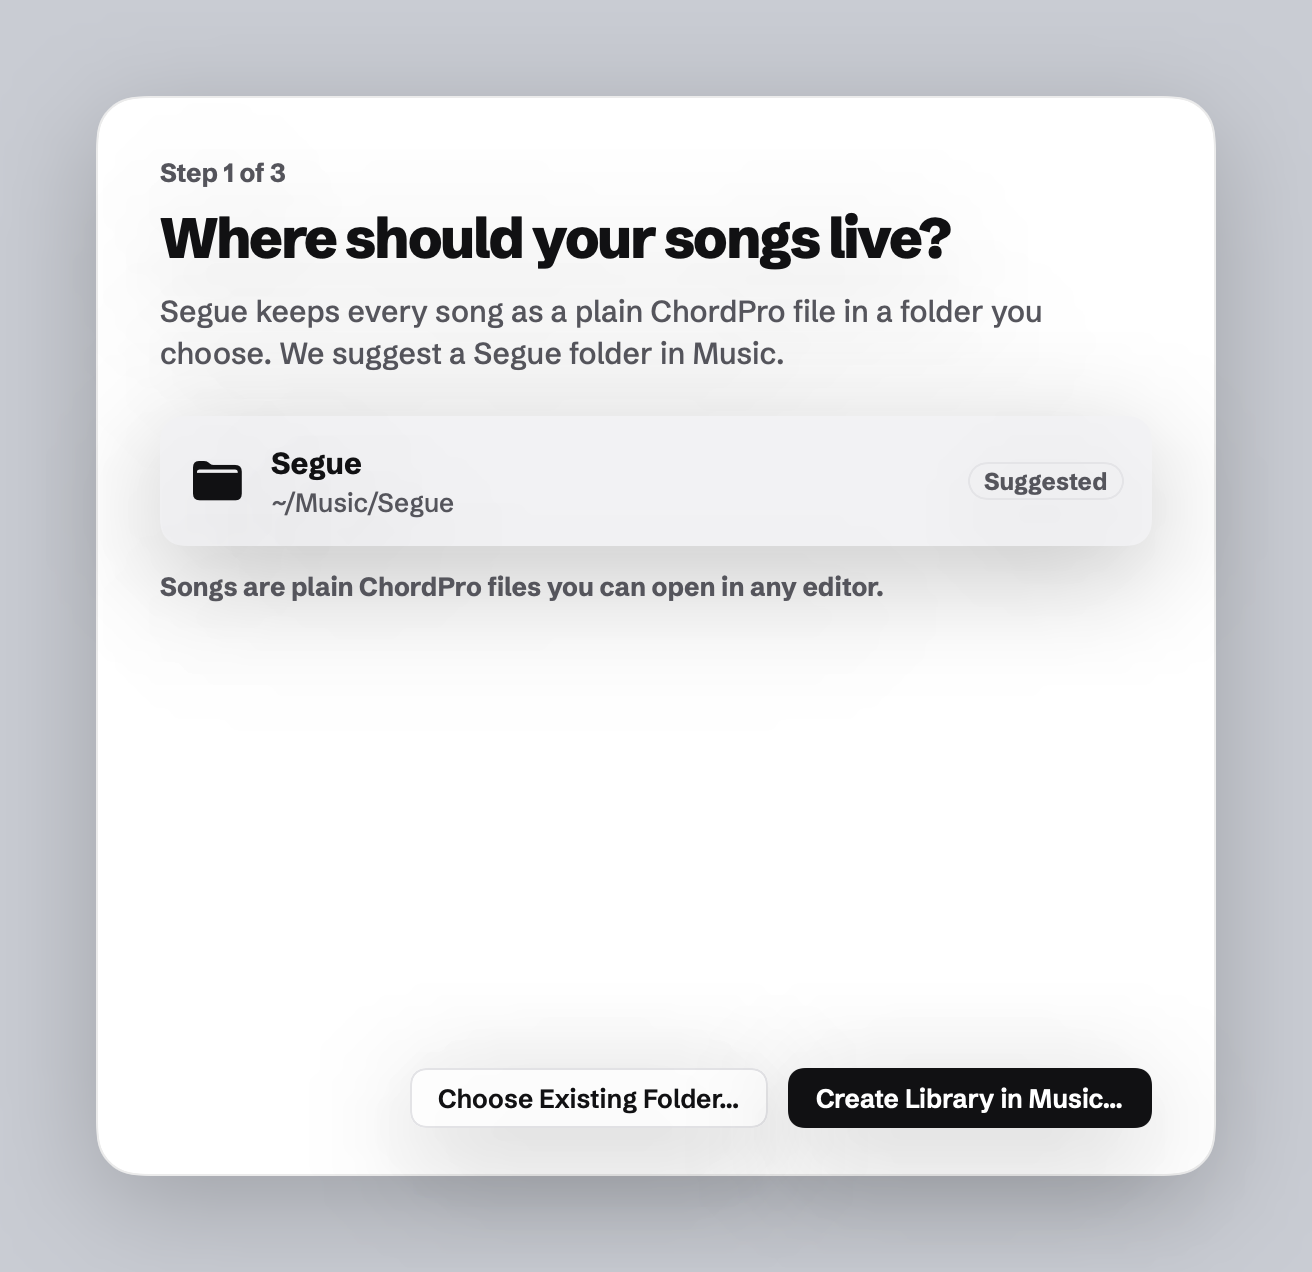 Step 1 of 3
Where should your songs live?
Segue keeps every song as a plain ChordPro file in a folder you
choose. We suggest a Segue folder in Music.
Segue
~/Music/Segue
Suggested
Songs are plain ChordPro files you can open in any editor.
Choose Existing Folder...
Create Library in Music...